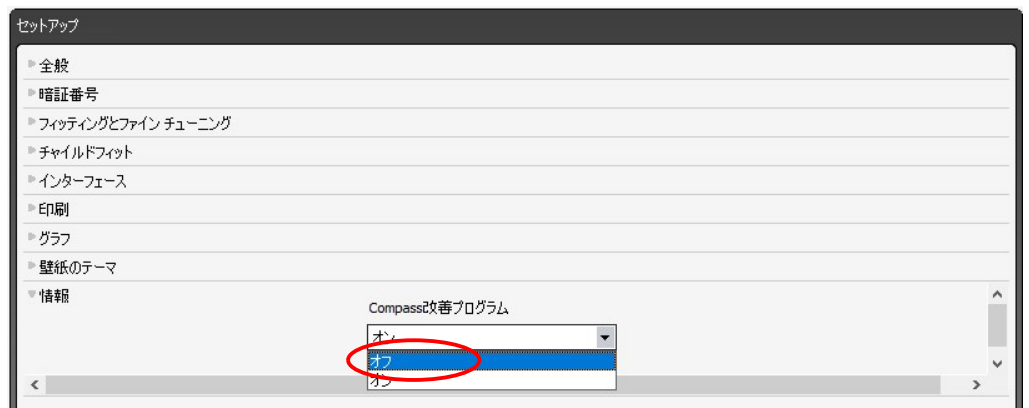 セットアップ
全般
暗証番号
フィッティングとファイン チューニング
チャイルドフィット
インターフェース
印刷
グラフ
壁紙のテーマ
情報
Compass改善プログラム
オン
オフ
オン